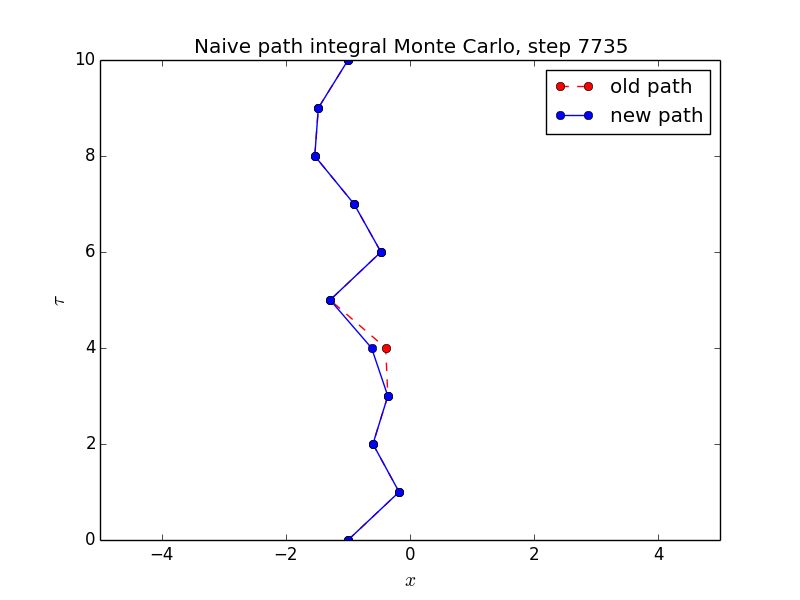 Naive path integral Monte Carlo, step 7735
10
old path
new path
8
τ
6
4
2
0
−4
−2
0
2
4
x